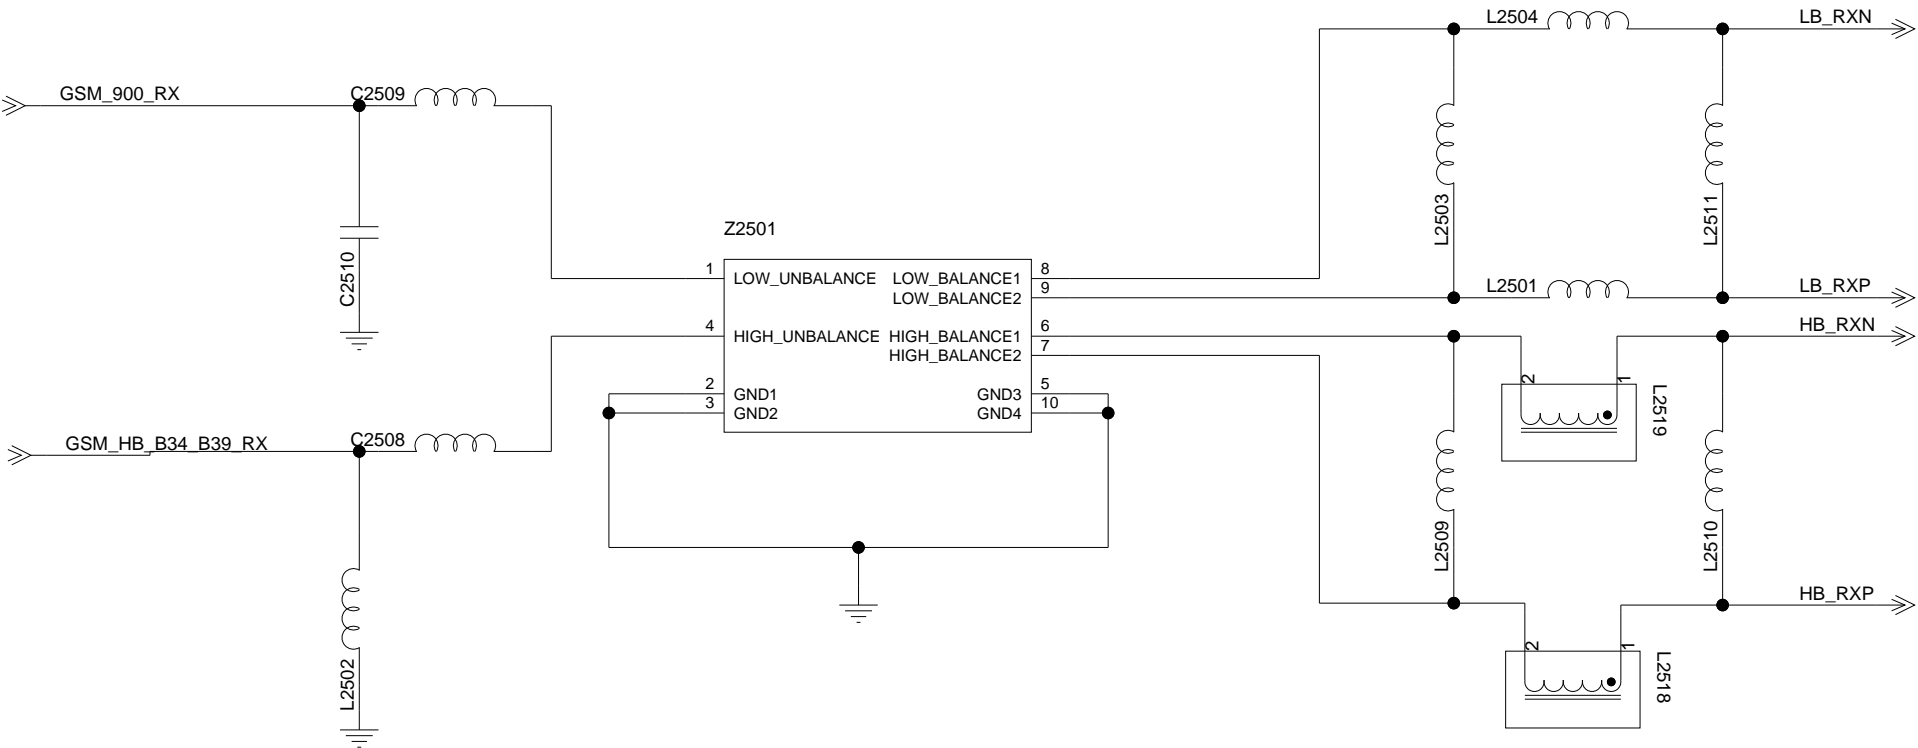 L2504
LB_RXN
GSM_900_RX
C2509
L2503
L2511
Z2501
C2510
1
LOW_UNBALANCE
LOW_BALANCE1
8
LOW_BALANCE2
9
L2501
LB_RXP
4
HIGH_UNBALANCE
HIGH_BALANCE1
6
HB_RXN
HIGH_BALANCE2
7
2
GND1
GND3
5
3
GND2
GND4
10
2
1
L2519
GSM_HB_B34_B39_RX
C2508
L2509
L2510
HB_RXP
L2502
2
1
L2518